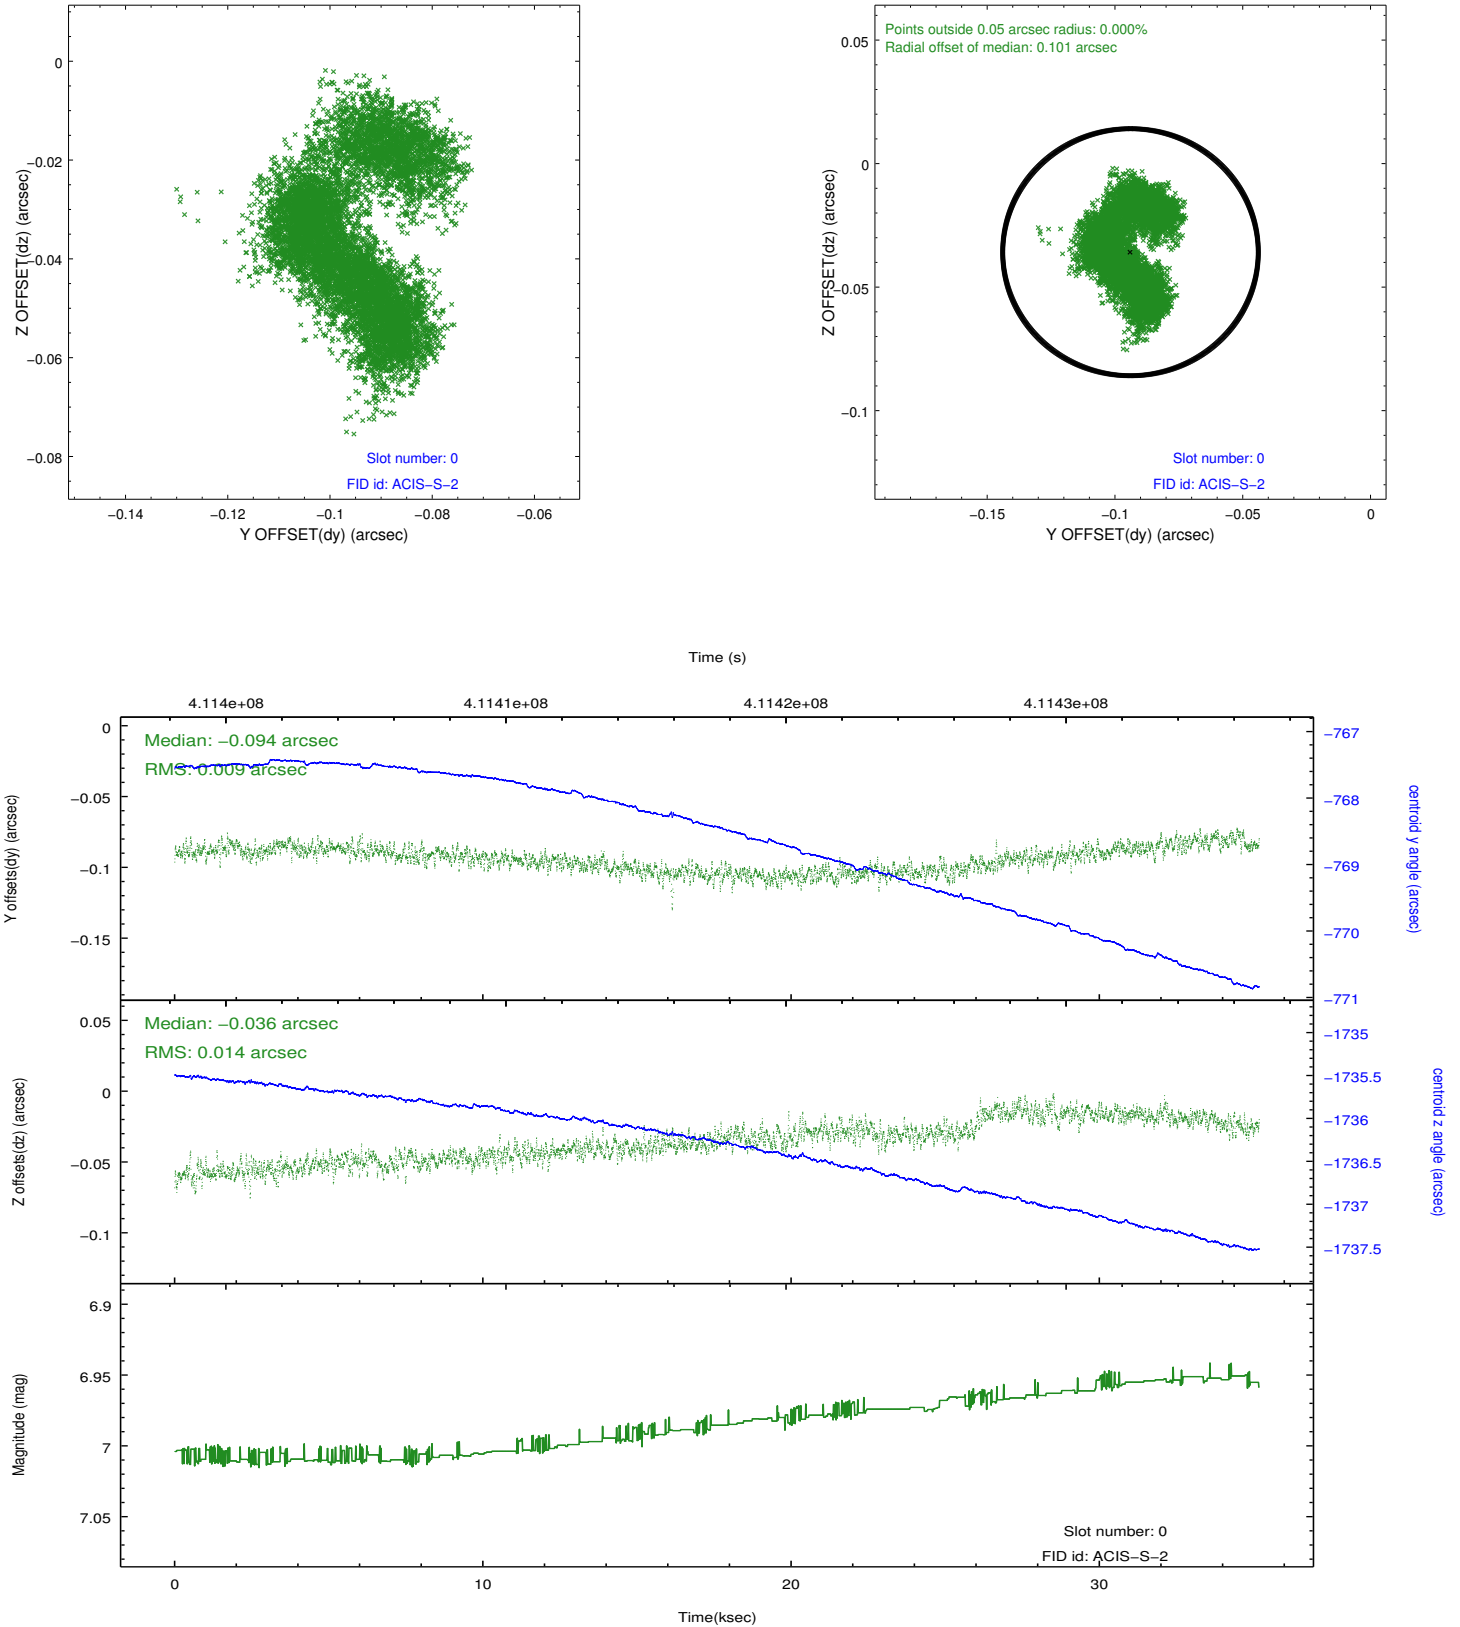 0
−0.02
−0.04
−0.06
−0.08
Z OFFSET(dz) (arcsec)
Slot number: 0
FID id: ACIS−S−2
−0.14
−0.12
−0.1
−0.08
−0.06
Y OFFSET(dy) (arcsec)
Points outside 0.05 arcsec radius: 0.000%
Radial offset of median: 0.101 arcsec
0.05
0
−0.05
−0.1
Z OFFSET(dz) (arcsec)
Slot number: 0
FID id: ACIS−S−2
−0.15
−0.1
−0.05
0
Y OFFSET(dy) (arcsec)
Time (s)
4.114e+08
4.1141e+08
4.1142e+08
4.1143e+08
Median: −0.094 arcsec
RMS: 0.009 arcsec
0
−0.05
−0.1
−0.15
Y offsets(dy) (arcsec)
−767
−768
−769
−770
−771
centroid y angle (arcsec)
Median: −0.036 arcsec
RMS: 0.014 arcsec
0.05
0
−0.05
−0.1
Z offsets(dz) (arcsec)
−1735
−1735.5
−1736
−1736.5
−1737
−1737.5
centroid z angle (arcsec)
6.9
6.95
7
7.05
Magnitude (mag)
Slot number: 0
FID id: ACIS−S−2
0
10
20
30
Time(ksec)